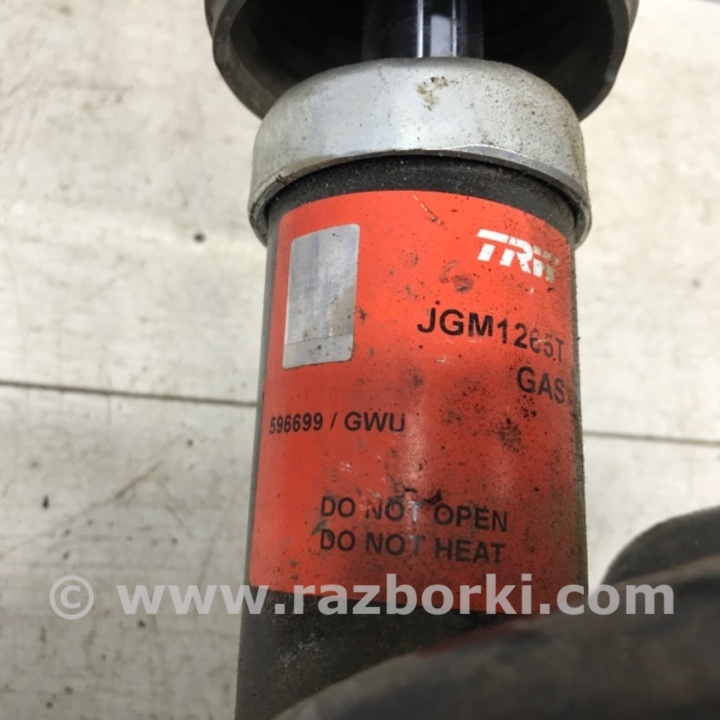 TRW
JGM1265T
GAS
596699 / GWU
DO NOT OPEN
DO NOT HEAT
© www.razborki.com